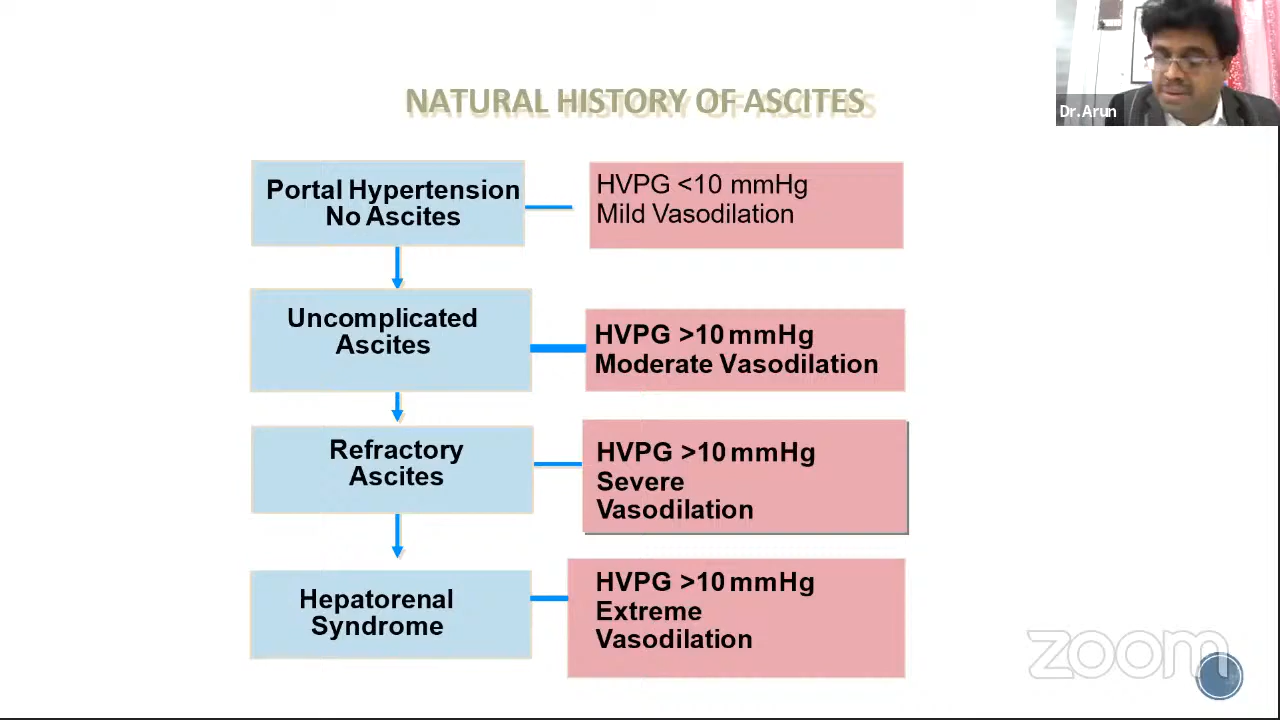 Dr.Arun
NATURAL HISTORY OF ASCITES
Portal Hypertension
No Ascites
HVPG <10 mmHg
Mild Vasodilation
Uncomplicated
Ascites
HVPG >10 mmHg
Moderate Vasodilation
Refractory
Ascites
HVPG >10 mmHg
Severe
Vasodilation
Hepatorenal
Syndrome
HVPG >10 mmHg
Extreme
Vasodilation
zoom